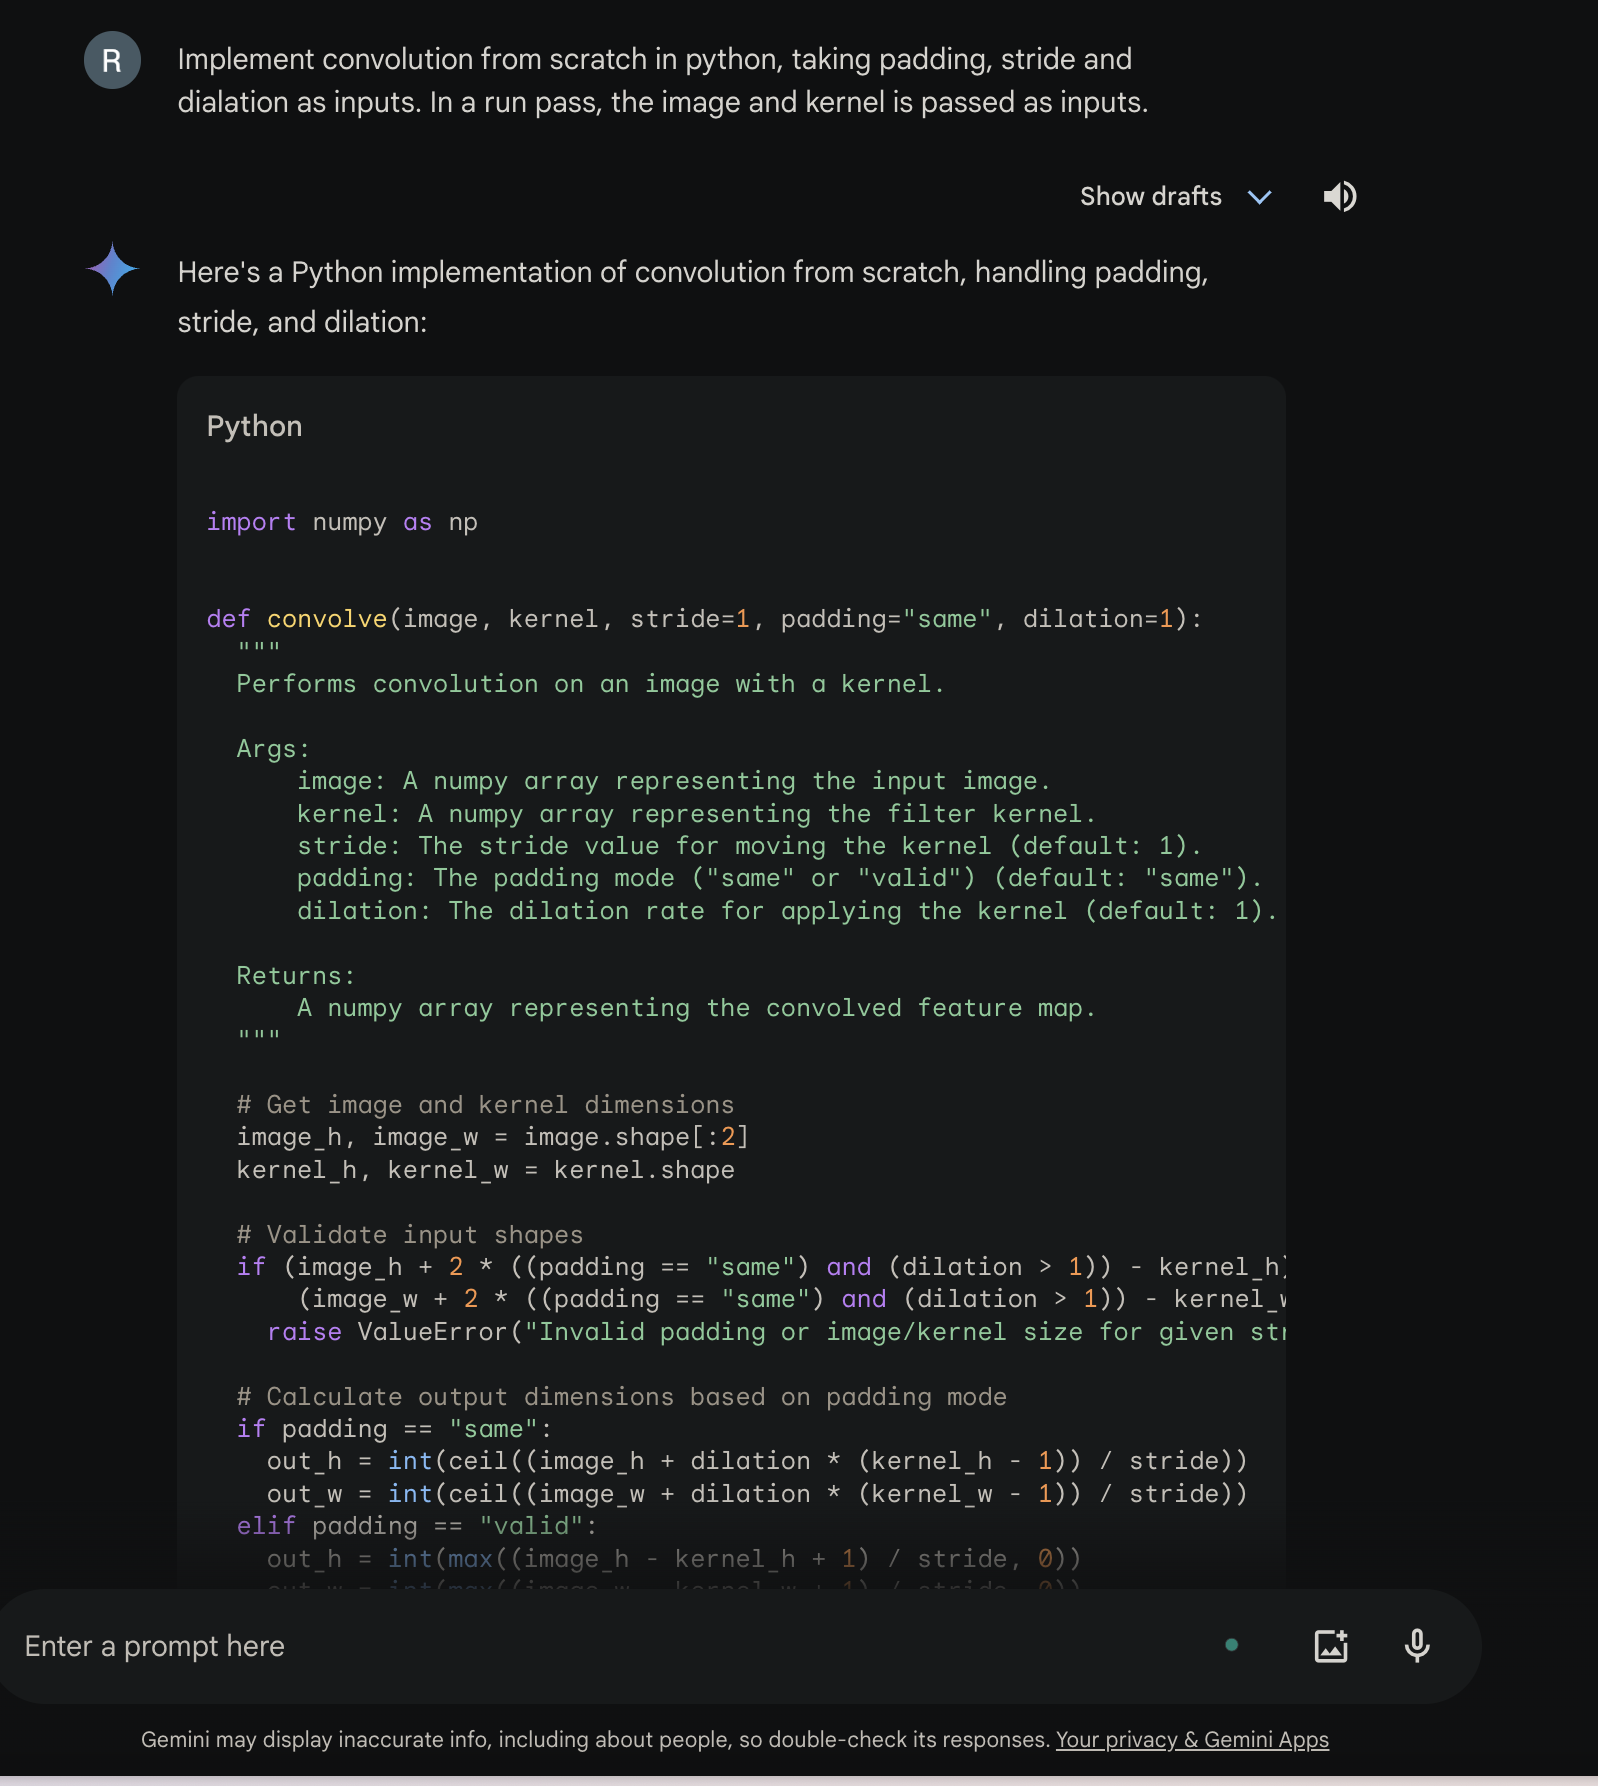 R
Implement convolution from scratch in python, taking padding, stride and
dialation as inputs. In a run pass, the image and kernel is passed as inputs.
Show drafts
Here's a Python implementation of convolution from scratch, handling padding,
stride, and dilation:
Python
import numpy as np
def convolve(image, kernel, stride=1, padding="same", dilation=1):
"""
Performs convolution on an image with a kernel.
Args:
image: A numpy array representing the input image.
kernel: A numpy array representing the filter kernel.
stride: The stride value for moving the kernel (default: 1).
padding: The padding mode ("same" or "valid") (default: "same").
dilation: The dilation rate for applying the kernel (default: 1).
Returns:
A numpy array representing the convolved feature map.
"""
# Get image and kernel dimensions
image_h, image_w = image.shape[:2]
kernel_h, kernel_w = kernel.shape
# Validate input shapes
if (image_h + 2 * ((padding == "same") and (dilation > 1)) - kernel_h)
(image_w + 2 * ((padding == "same") and (dilation > 1)) - kernel_w
raise ValueError("Invalid padding or image/kernel size for given str
# Calculate output dimensions based on padding mode
if padding == "same":
out_h = int(ceil((image_h + dilation * (kernel_h - 1)) / stride))
out_w = int(ceil((image_w + dilation * (kernel_w - 1)) / stride))
elif padding == "valid":
out_h = int(max((image_h - kernel_h + 1) / stride, 0))
out_w = int(max((image_w - kernel_w + 1) / stride, 0))
Enter a prompt here
Gemini may display inaccurate info, including about people, so double-check its responses. Your privacy & Gemini Apps